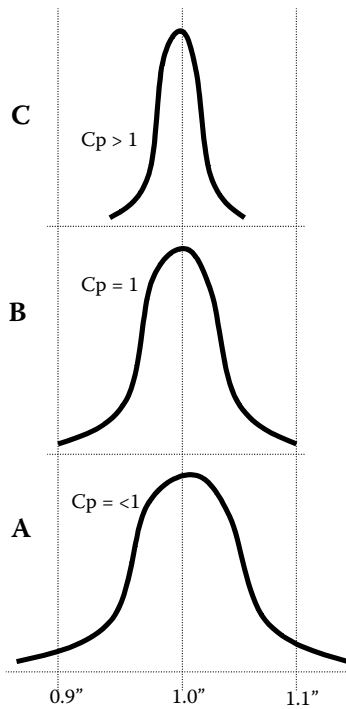 C
Cp > 1
B
Cp = 1
Cp = <1
A
0.9”
1.0”
1.1”